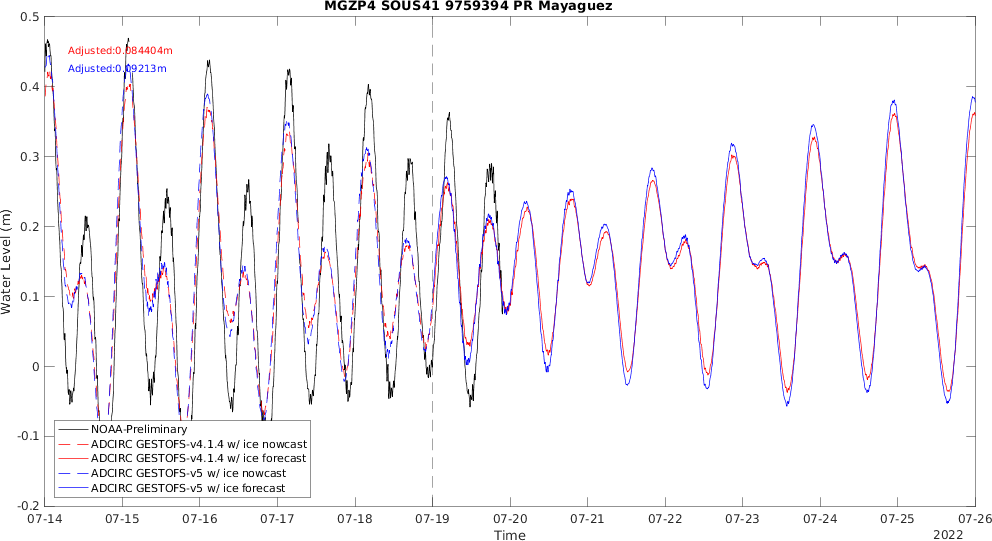 MGZP4 SOUS41 9759394 PR Mayaguez
0.5
Adjusted:0.084404m
Adjusted:0.09213m
0.4
0.3
0.2
0.1
0
-0.1
-0.2
Water Level (m)
NOAA-Preliminary
ADCIRC GESTOFS-v4.1.4 w/ ice nowcast
ADCIRC GESTOFS-v4.1.4 w/ ice forecast
ADCIRC GESTOFS-v5 w/ ice nowcast
ADCIRC GESTOFS-v5 w/ ice forecast
07-14 07-15 07-16 07-17 07-18 07-19 07-20 07-21 07-22 07-23 07-24 07-25 07-26
Time
2022